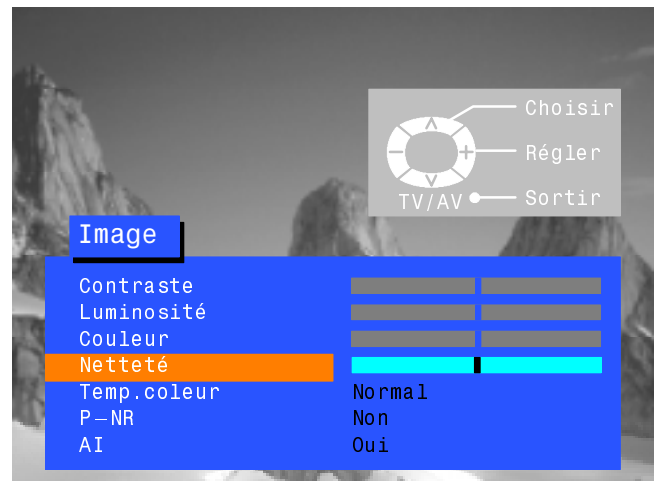 Choisir
Régler
TV/AV Sortir
Image
Contraste
Luminosité
Couleur
Netteté
Temp.coleur Normal
P–NR Non
AI Oui